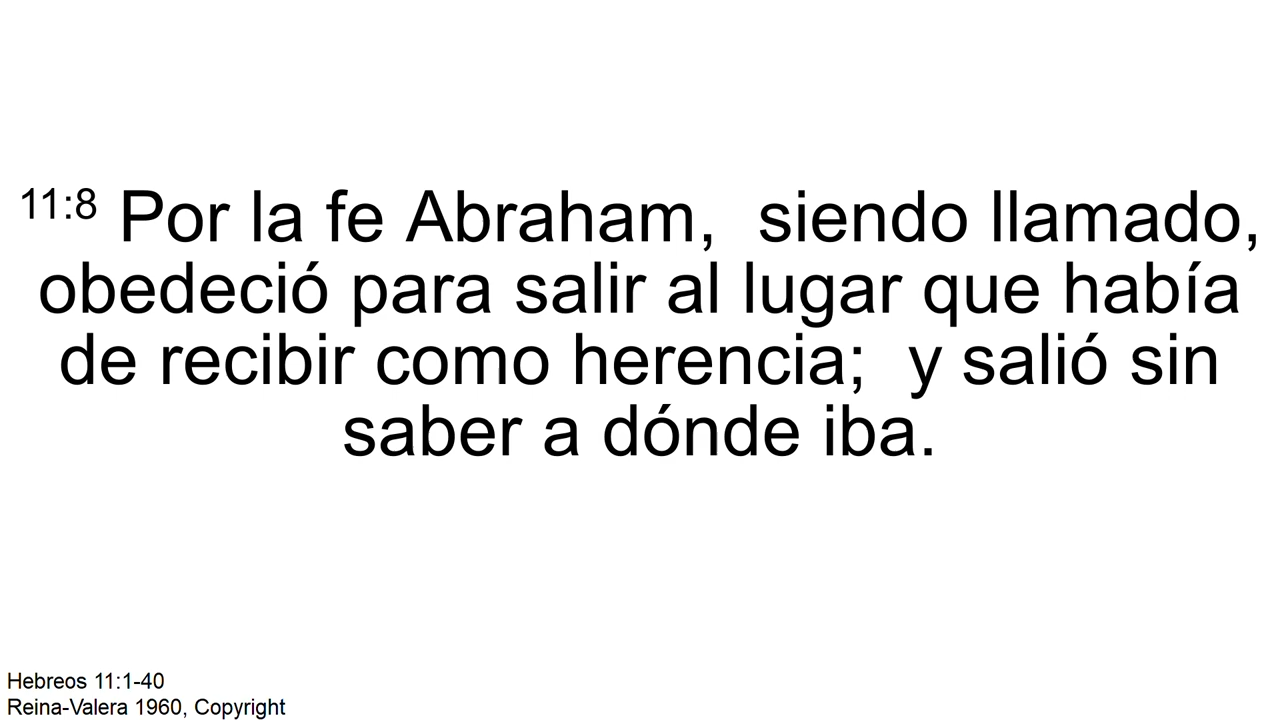 11:8 Por la fe Abraham,  siendo llamado,
obedeció para salir al lugar que había
de recibir como herencia;  y salió sin
saber a dónde iba.
Hebreos 11:1-40
Reina-Valera 1960, Copyright